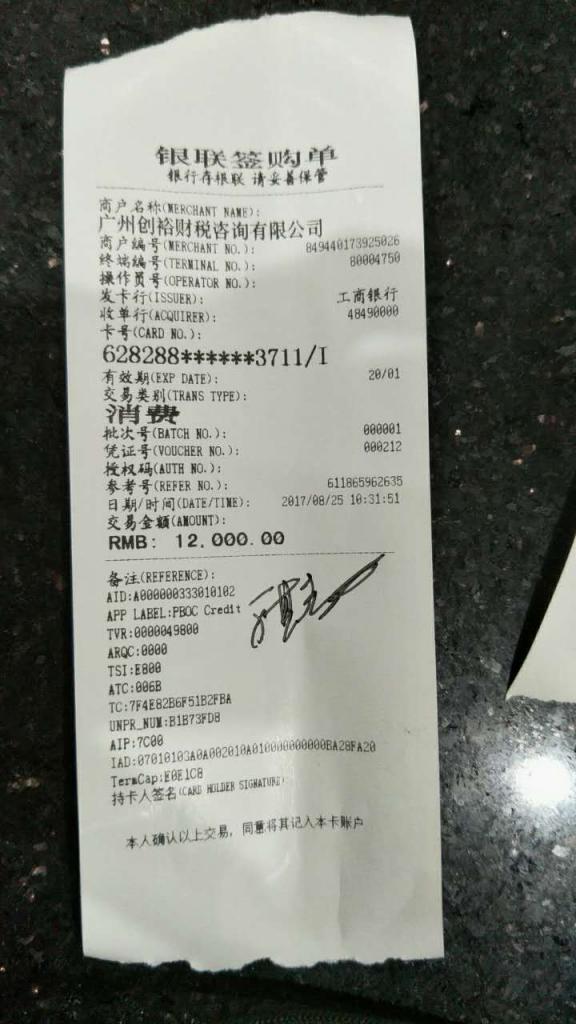 银联签购单
银行存根联 请妥善保管
商户名称(MERCHANT NAME):
广州创裕财税咨询有限公司
商户编号(MERCHANT NO.): 849440173925026
终端编号(TERMINAL NO.): 80004750
操作员号(OPERATOR NO.):
发卡行(ISSUER): 工商银行
收单行(ACQUIRER): 48490000
卡号(CARD NO.):
628288******3711/I
有效期(EXP DATE): 20/01
交易类别(TRANS TYPE):
消费
批次号(BATCH NO.): 000001
凭证号(VOUCHER NO.): 000212
授权码(AUTH NO.):
参考号(REFER NO.): 611865962635
日期/时间(DATE/TIME): 2017/08/25 10:31:51
交易金额(AMOUNT):
RMB: 12,000.00
备注(REFERENCE):
AID:A000000333010102
APP LABEL:PBOC Credit
TVR:0000049800
ARQC:0000
TSI:E800
ATC:006B
TC:7F4E82B6F51B2FBA
UNPR_NUM:B1B73FD8
AIP:7C00
IAD:07010103A0A002010A010000000000BA28FA20
TermCap:E0E1C8
持卡人签名(CARD HOLDER SIGNATURE)
本人确认以上交易，同意将其记入本卡账户